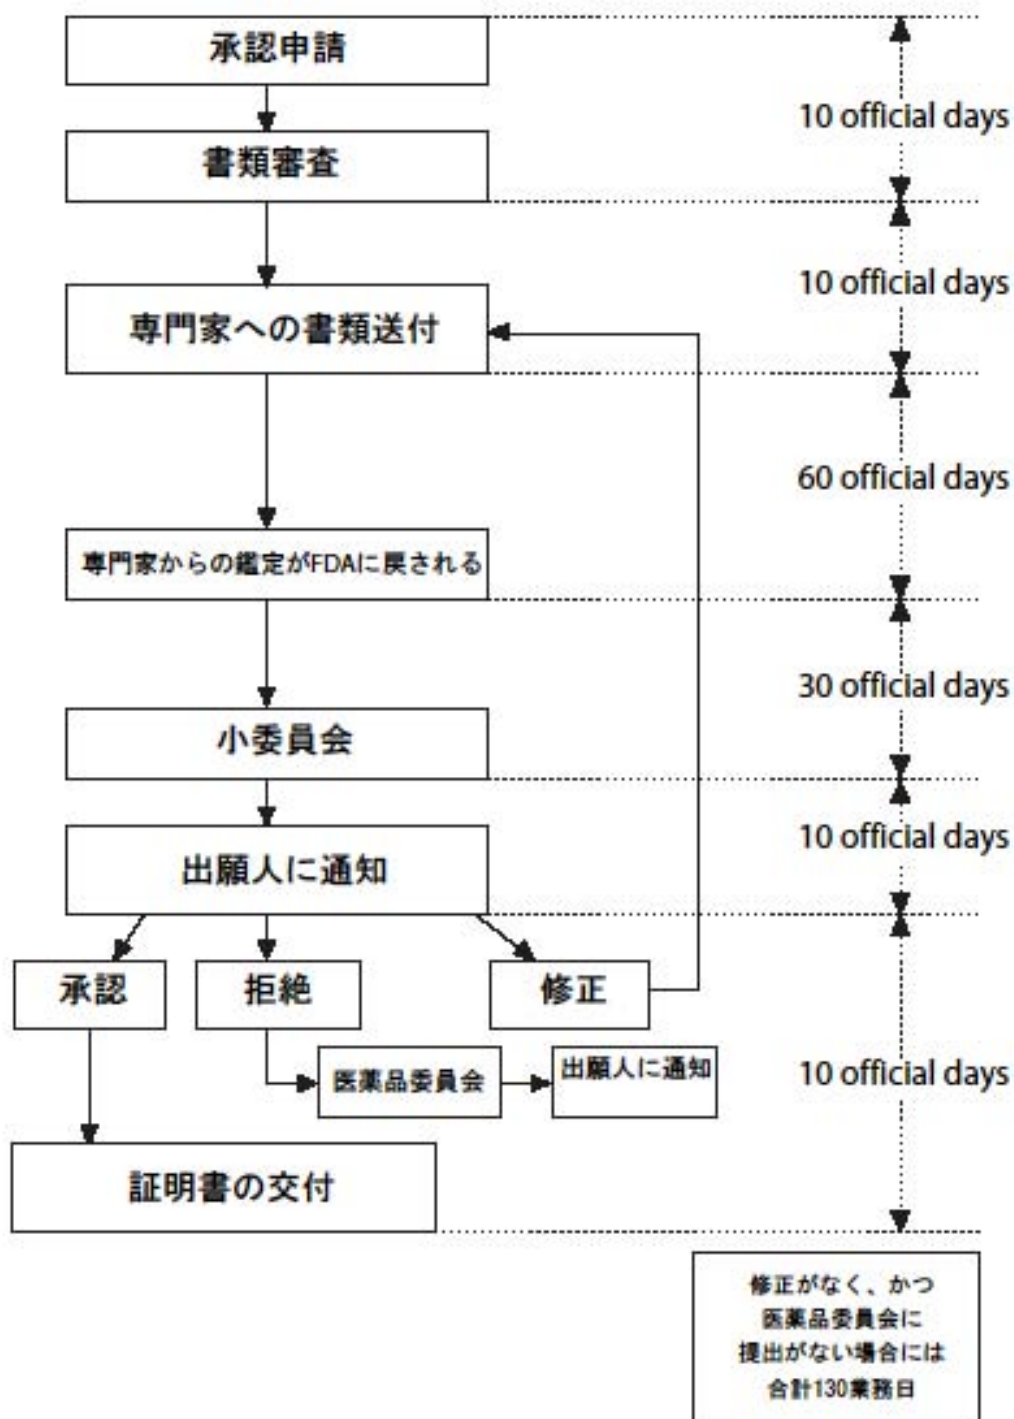 承認申請
10 official days
書類審査
10 official days
専門家への書類送付
60 official days
専門家からの鑑定がFDAに戻される
30 official days
小委員会
10 official days
出願人に通知
承認
拒絶
修正
医薬品委員会
出願人に通知
10 official days
証明書の交付
修正がなく、かつ
医薬品委員会に
提出がない場合には
合計130業務日